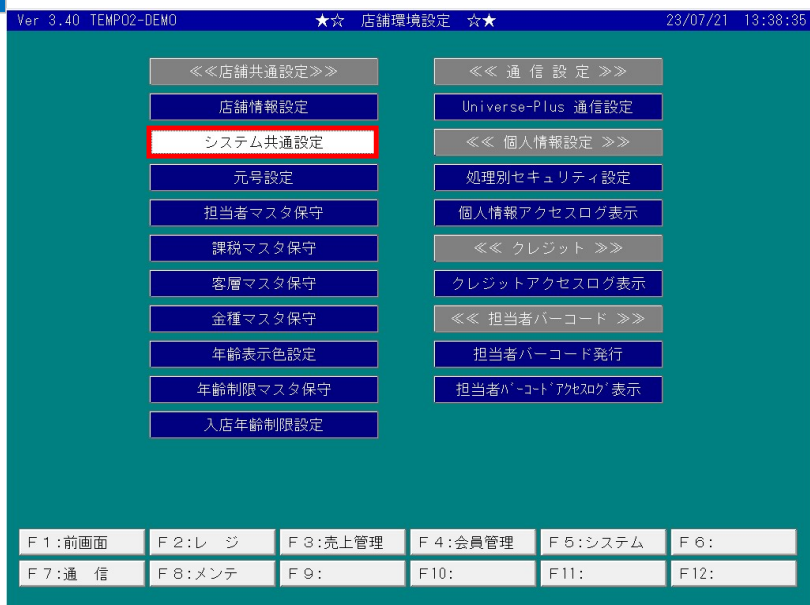 Ver 3.40 TEMPO2-DEMO ★☆ 店舗環境設定 ☆★ 23/07/21 13:38:35
≪≪店舗共通設定≫≫
店舗情報設定
システム共通設定
元号設定
担当者マスタ保守
課税マスタ保守
客層マスタ保守
金種マスタ保守
年齢表示色設定
年齢制限マスタ保守
入店年齢制限設定
≪≪ 通 信 設 定 ≫≫
Universe-Plus 通信設定
≪≪ 個人情報設定 ≫≫
処理別セキュリティ設定
個人情報アクセスログ表示
≪≪ クレジット ≫≫
クレジットアクセスログ表示
≪≪ 担当者バーコード ≫≫
担当者バーコード発行
担当者ﾊﾞｰｺｰﾄﾞｱｸｾｽﾛｸﾞ表示
F1:前画面 F2:レ ジ F3:売上管理 F4:会員管理 F5:システム F6:
F7:通 信 F8:メンテ F9: F10: F11: F12: